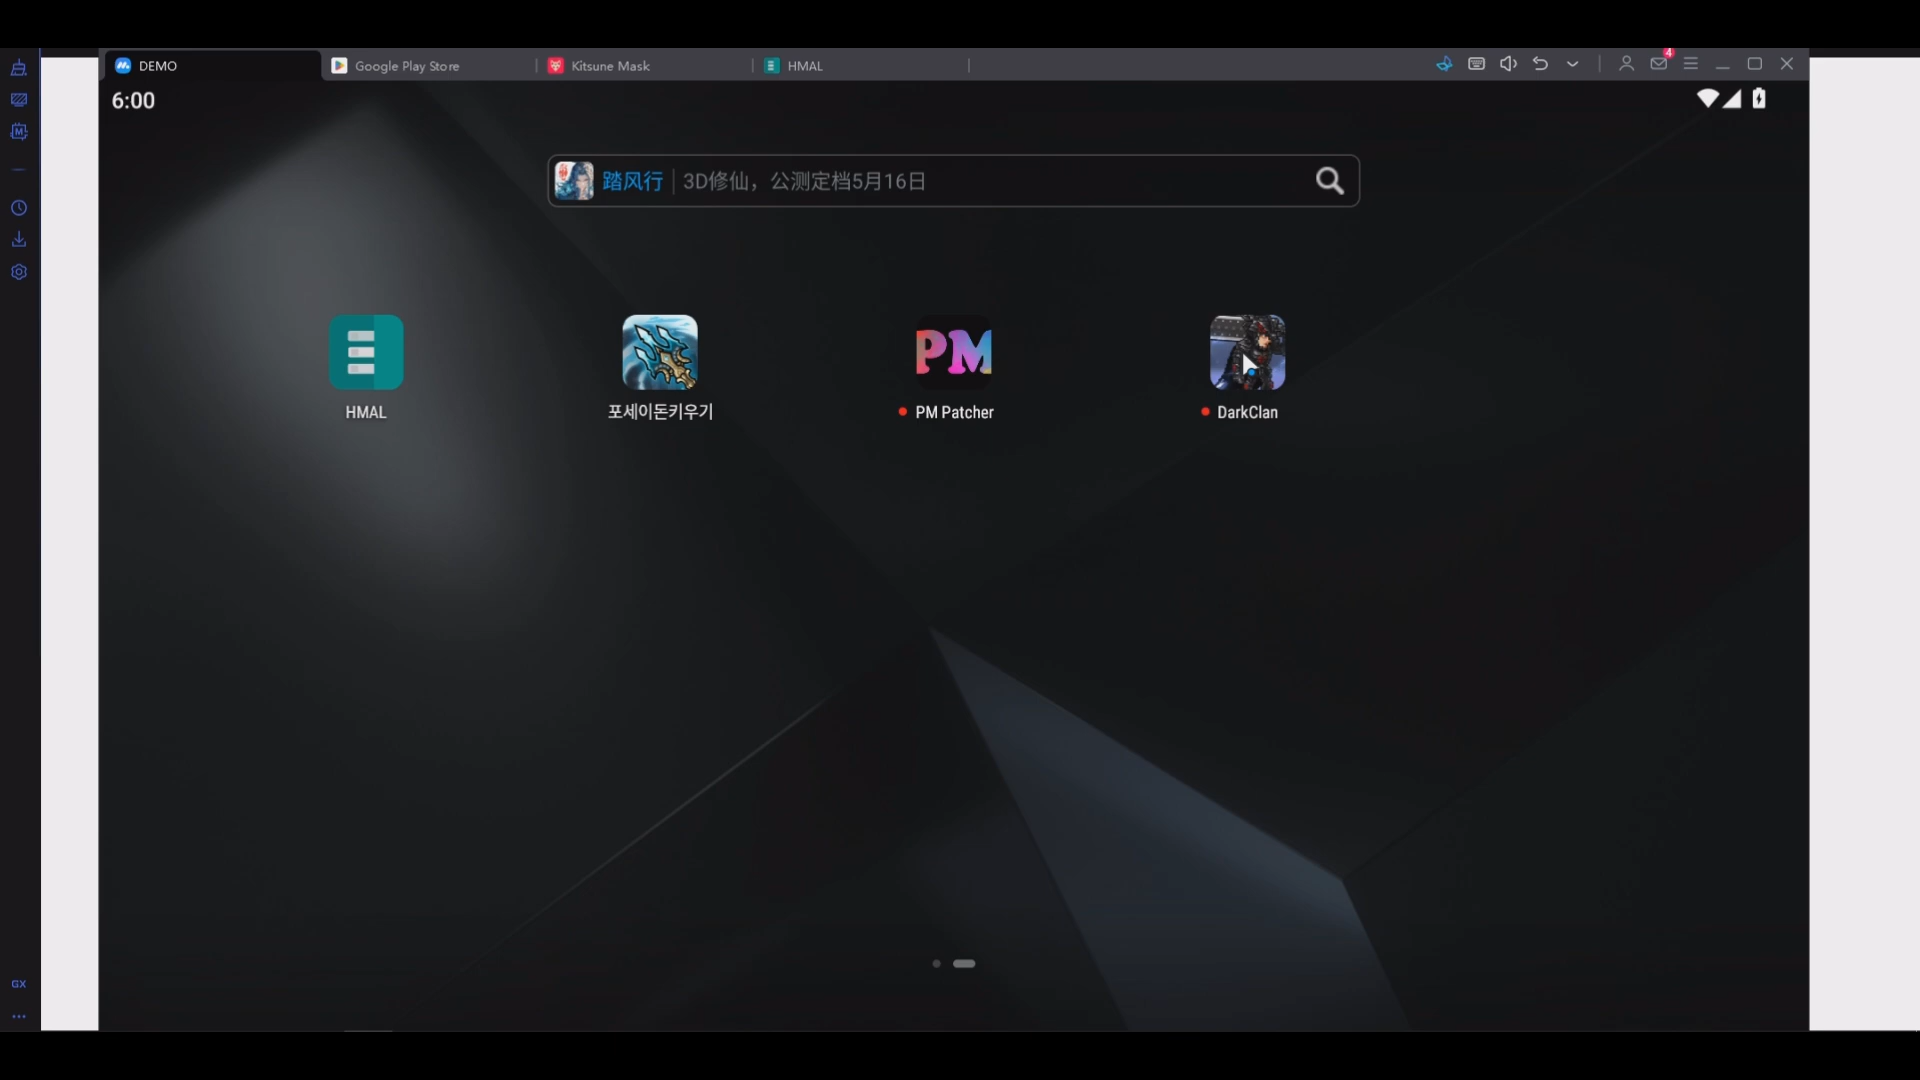 DEMO
Google Play Store
Kitsune Mask
HMAL
4
6:00
踏风行
3D修仙，公测定档5月16日
HMAL
포세이돈키우기
PM
PM Patcher
DarkClan
GX